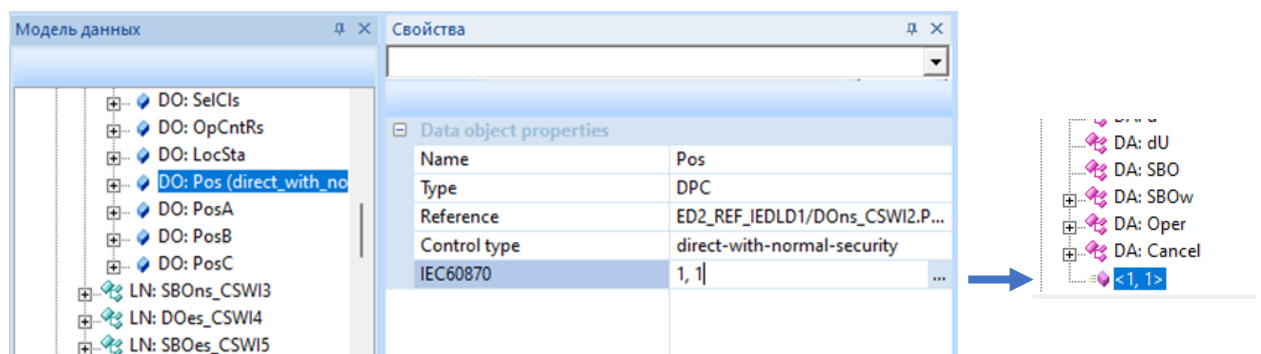 Модель данных
DO: SelCls
DO: OpCntRs
DO: LocSta
DO: Pos (direct_with_no
DO: PosA
DO: PosB
DO: PosC
LN: SBOns_CSWI3
LN: DOes_CSWI4
LN: SBOes_CSWI5
Свойства
Data object properties
Name Pos
Type DPC
Reference ED2_REF_IEDLD1/DOns_CSWI2.P...
Control type direct-with-normal-security
IEC60870 1, 1 ...
DA: dU
DA: SBO
DA: SBOw
DA: Oper
DA: Cancel
<1, 1>